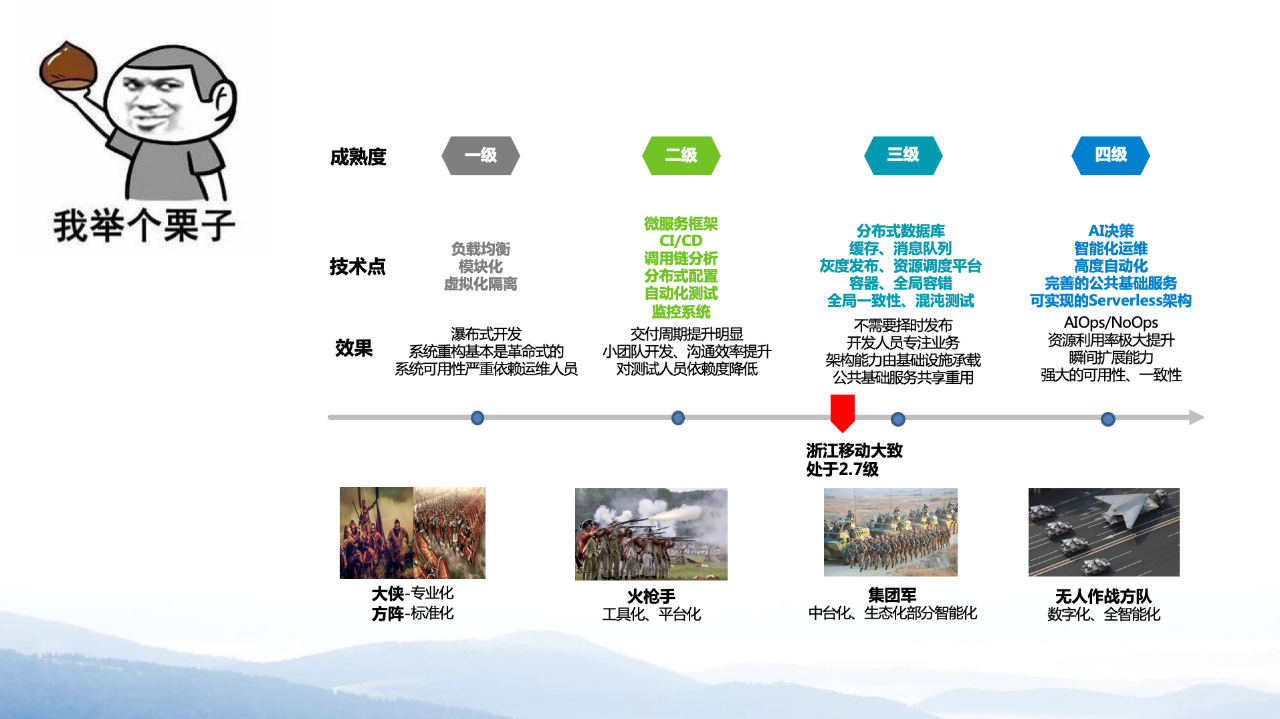 我举个栗子
成熟度
一级
二级
三级
四级
技术点
负载均衡
模块化
虚拟化隔离
微服务框架
CI/CD
调用链分析
分布式配置
自动化测试
监控系统
分布式数据库
缓存、消息队列
灰度发布、资源调度平台
容器、全局容错
全局一致性、混沌测试
AI决策
智能化运维
高度自动化
完善的公共基础服务
可实现的Serverless架构
效果
瀑布式开发
系统重构基本是革命式的
系统可用性严重依赖运维人员
交付周期提升明显
小团队开发、沟通效率提升
对测试人员依赖度降低
不需要择时发布
开发人员专注业务
架构能力由基础设施承载
公共基础服务共享重用
AIOps/NoOps
资源利用率极大提升
瞬间扩展能力
强大的可用性、一致性
浙江移动大致
处于2.7级
大侠-专业化
方阵-标准化
火枪手
工具化、平台化
集团军
中台化、生态化部分智能化
无人作战方队
数字化、全智能化